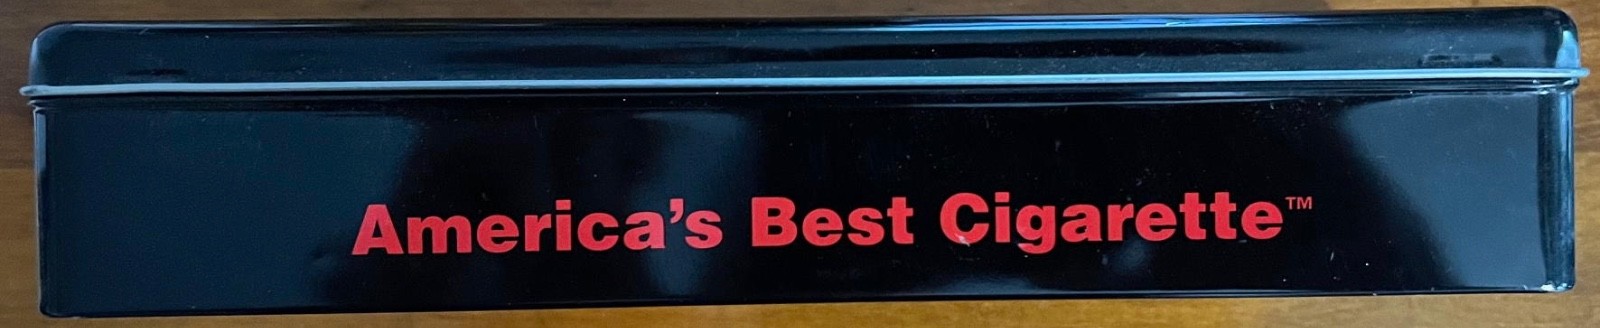 America's Best Cigarette™